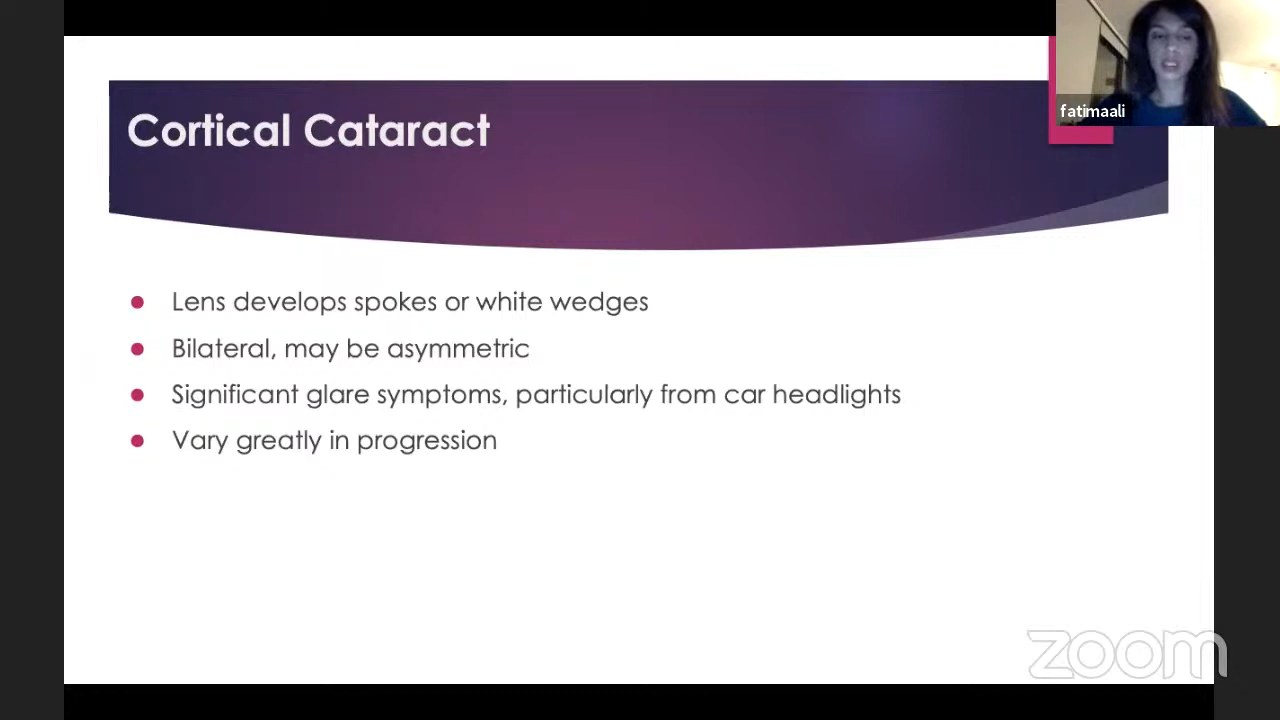 fatimaali
Cortical Cataract
Lens develops spokes or white wedges
Bilateral, may be asymmetric
Significant glare symptoms, particularly from car headlights
Vary greatly in progression
zoom